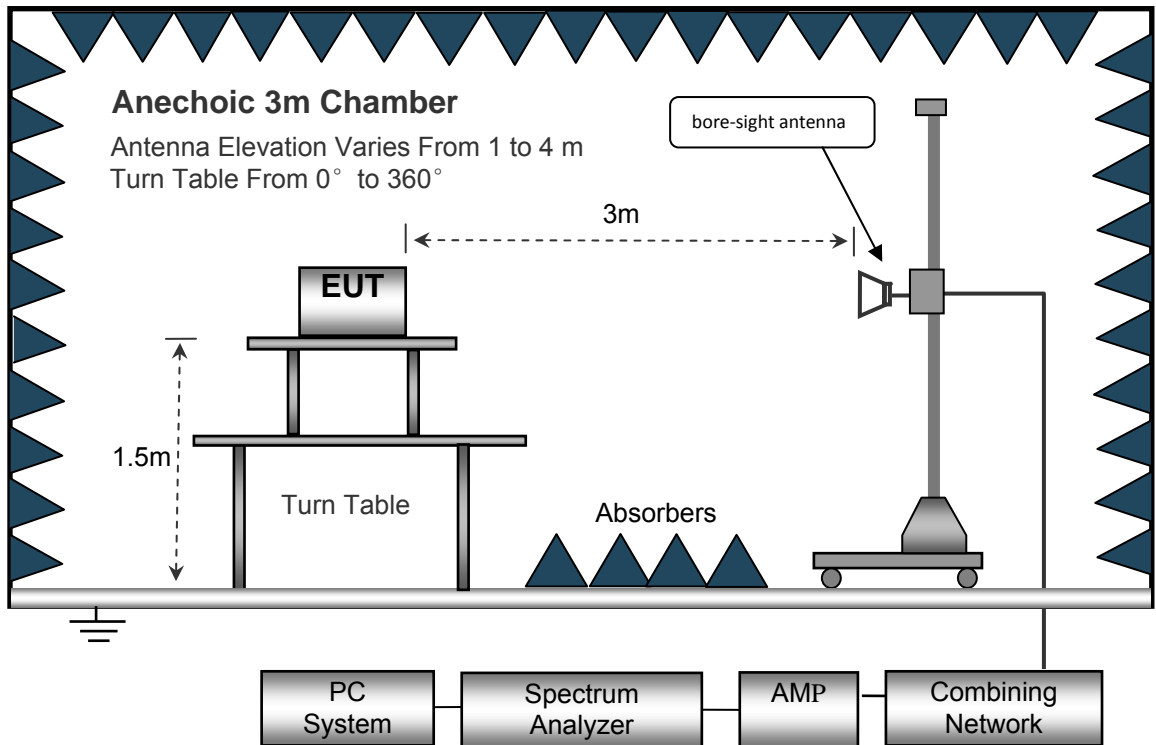 Anechoic 3m Chamber
Antenna Elevation Varies From 1 to 4 m
Turn Table From 0° to 360°
bore-sight antenna
3m
EUT
1.5m
Turn Table
Absorbers
PC
System
Spectrum
Analyzer
AMP
Combining
Network